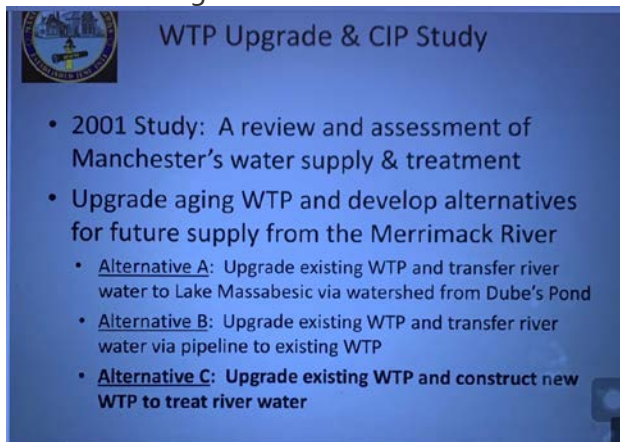 WTP Upgrade & CIP Study
• 2001 Study: A review and assessment of
Manchester's water supply & treatment
• Upgrade aging WTP and develop alternatives
for future supply from the Merrimack River
• Alternative A: Upgrade existing WTP and transfer river
water to Lake Massabesic via watershed from Dube's Pond
• Alternative B: Upgrade existing WTP and transfer river
water via pipeline to existing WTP
• Alternative C: Upgrade existing WTP and construct new
WTP to treat river water